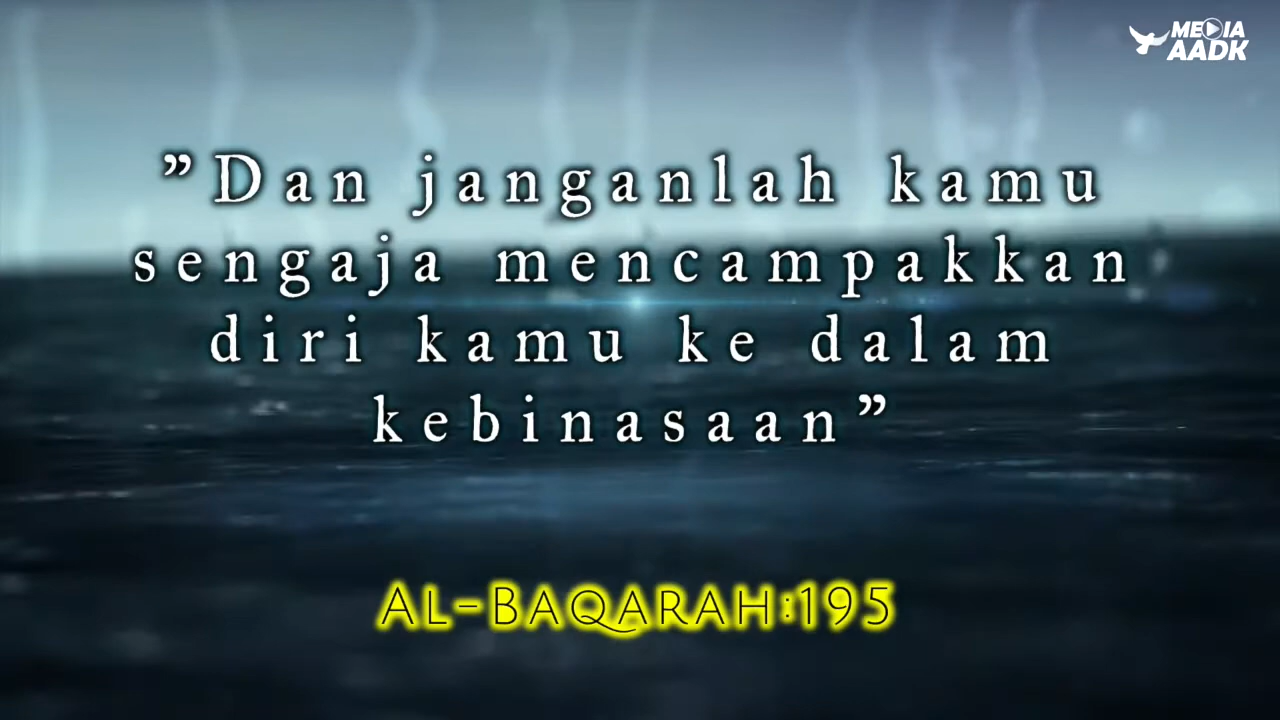 MEDIA
AADK
”Dan janganlah kamu
sengaja mencampakkan
diri kamu ke dalam
kebinasaan”
AL-BAQARAH:195